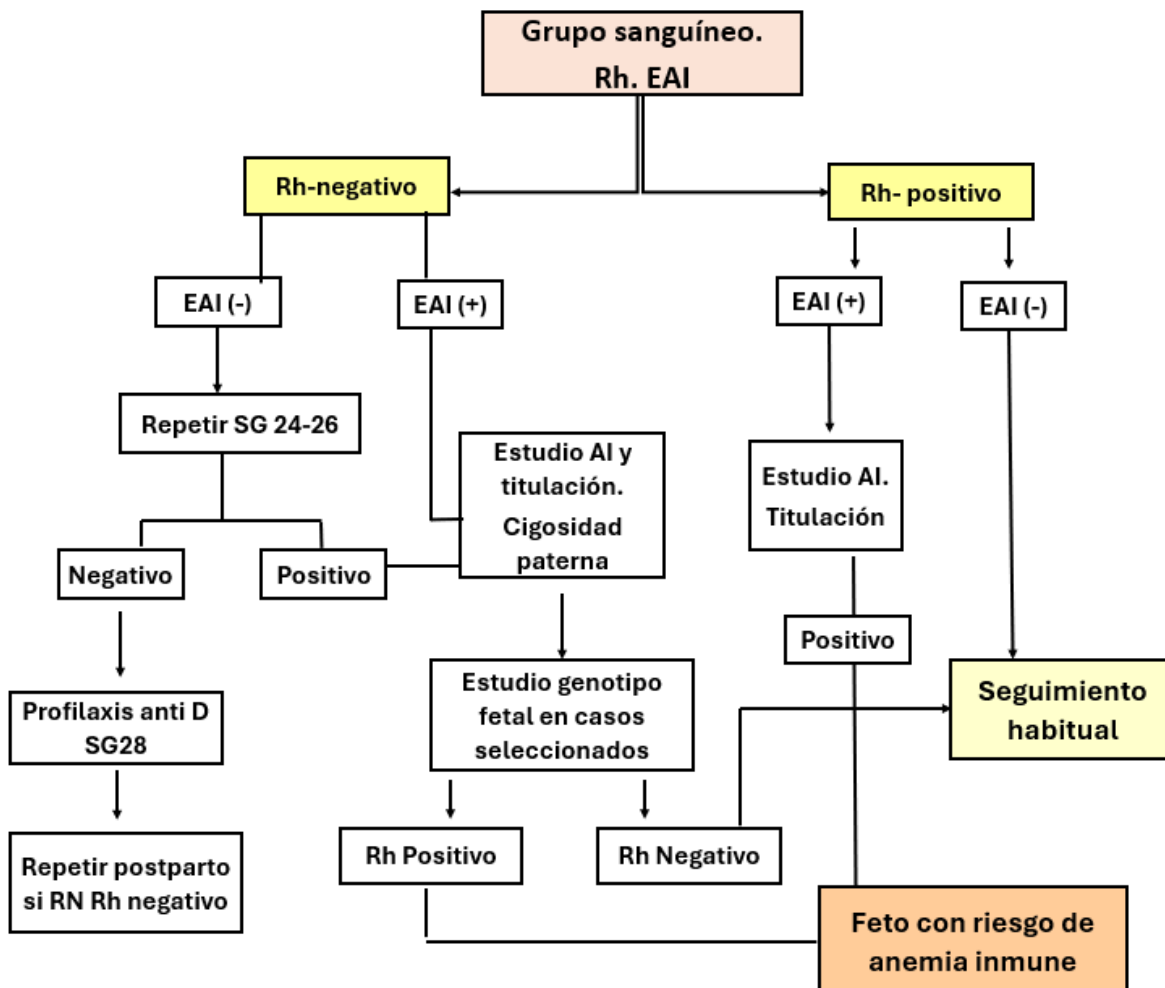 Grupo sanguíneo.
Rh. EAI
Rh-negativo
Rh- positivo
EAI (-)
EAI (+)
EAI (+)
EAI (-)
Repetir SG 24-26
Estudio AI y
titulación.
Cigosidad
paterna
Estudio AI.
Titulación
Negativo
Positivo
Positivo
Profilaxis anti D
SG28
Estudio genotipo
fetal en casos
seleccionados
Seguimiento
habitual
Repetir postparto
si RN Rh negativo
Rh Positivo
Rh Negativo
Feto con riesgo de
anemia inmune